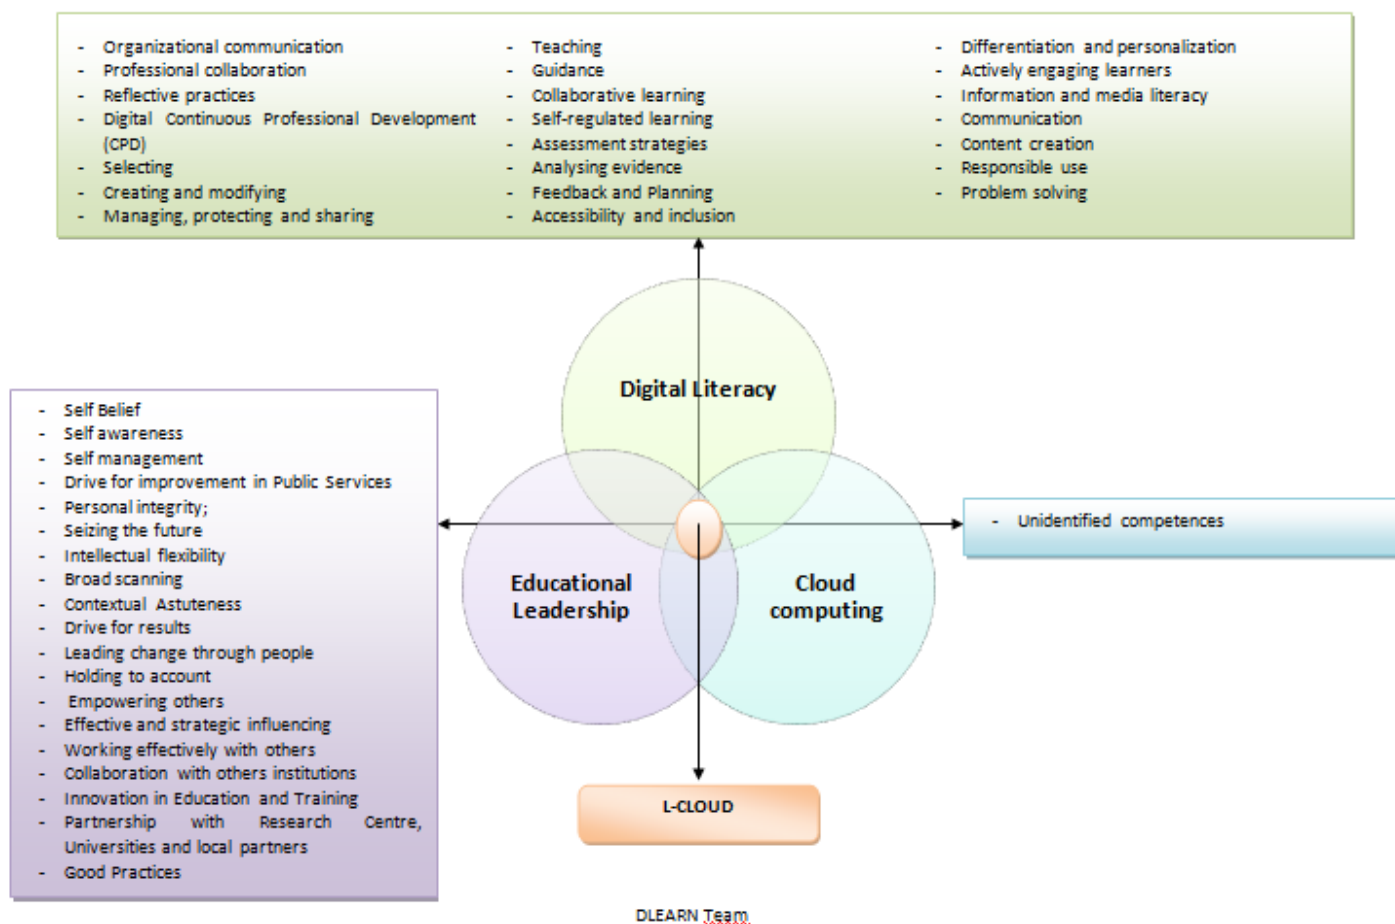 - Organizational communication
- Professional collaboration
- Reflective practices
- Digital Continuous Professional Development
(CPD)
- Selecting
- Creating and modifying
- Managing, protecting and sharing
- Teaching
- Guidance
- Collaborative learning
- Self-regulated learning
- Assessment strategies
- Analysing evidence
- Feedback and Planning
- Accessibility and inclusion
- Differentiation and personalization
- Actively engaging learners
- Information and media literacy
- Communication
- Content creation
- Responsible use
- Problem solving
Digital Literacy
- Self Belief
- Self awareness
- Self management
- Drive for improvement in Public Services
- Personal integrity;
- Seizing the future
- Intellectual flexibility
- Broad scanning
- Contextual Astuteness
- Drive for results
- Leading change through people
- Holding to account
- Empowering others
- Effective and strategic influencing
- Working effectively with others
- Collaboration with others institutions
- Innovation in Education and Training
- Partnership with Research Centre,
Universities and local partners
- Good Practices
Educational
Leadership
Cloud
computing
- Unidentified competences
L-CLOUD
DLEARN Team